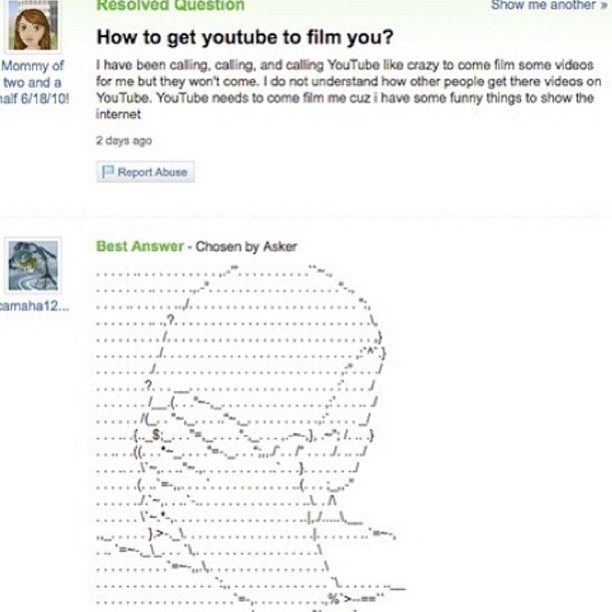 Resolved Question
Show me another »
Mommy of
two and a
half 6/18/10!
How to get youtube to film you?
I have been calling, calling, and calling YouTube like crazy to come film some videos
for me but they won't come. I do not understand how other people get there videos on
YouTube. YouTube needs to come film me cuz i have some funny things to show the
internet
2 days ago
Report Abuse
camaha12...
Best Answer - Chosen by Asker